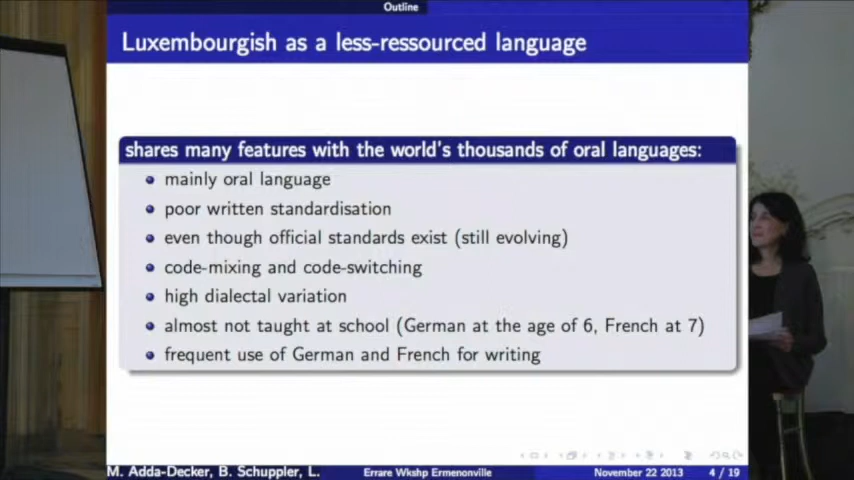 Outline
Luxembourgish as a less-ressourced language
shares many features with the world's thousands of oral languages:
mainly oral language
poor written standardisation
even though official standards exist (still evolving)
code-mixing and code-switching
high dialectal variation
almost not taught at school (German at the age of 6, French at 7)
frequent use of German and French for writing
M. Adda-Decker, B. Schuppler, L.
Errare Wkshp Ermenonville
November 22 2013
4 / 19